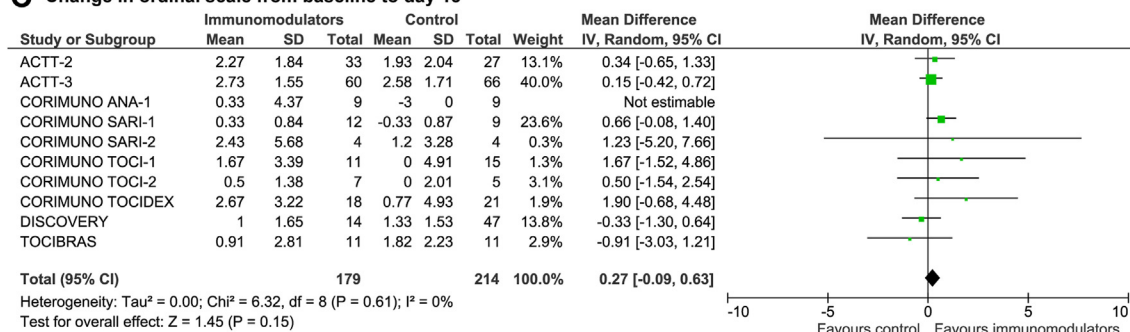 Change in ordinal scale from baseline to day 15
Immunomodulators Control Mean Difference Mean Difference
Study or Subgroup Mean SD Total Mean SD Total Weight IV, Random, 95% CI IV, Random, 95% CI
ACTT-2 2.27 1.84 33 1.93 2.04 27 13.1% 0.34 [-0.65, 1.33]
ACTT-3 2.73 1.55 60 2.58 1.71 66 40.0% 0.15 [-0.42, 0.72]
CORIMUNO ANA-1 0.33 4.37 9 -3 0 9 Not estimable
CORIMUNO SARI-1 0.33 0.84 12 -0.33 0.87 9 23.6% 0.66 [-0.08, 1.40]
CORIMUNO SARI-2 2.43 5.68 4 1.2 3.28 4 0.3% 1.23 [-5.20, 7.66]
CORIMUNO TOCI-1 1.67 3.39 11 0 4.91 15 1.3% 1.67 [-1.52, 4.86]
CORIMUNO TOCI-2 0.5 1.38 7 0 2.01 5 3.1% 0.50 [-1.54, 2.54]
CORIMUNO TOCIDEX 2.67 3.22 18 0.77 4.93 21 1.9% 1.90 [-0.68, 4.48]
DISCOVERY 1 1.65 14 1.33 1.53 47 13.8% -0.33 [-1.30, 0.64]
TOCIBRAS 0.91 2.81 11 1.82 2.23 11 2.9% -0.91 [-3.03, 1.21]
Total (95% CI) 179 214 100.0% 0.27 [-0.09, 0.63]
Heterogeneity: Tau² = 0.00; Chi² = 6.32, df = 8 (P = 0.61); I² = 0%
Test for overall effect: Z = 1.45 (P = 0.15)
-10 -5 0 5 10
Favours control Favours immunomodulators